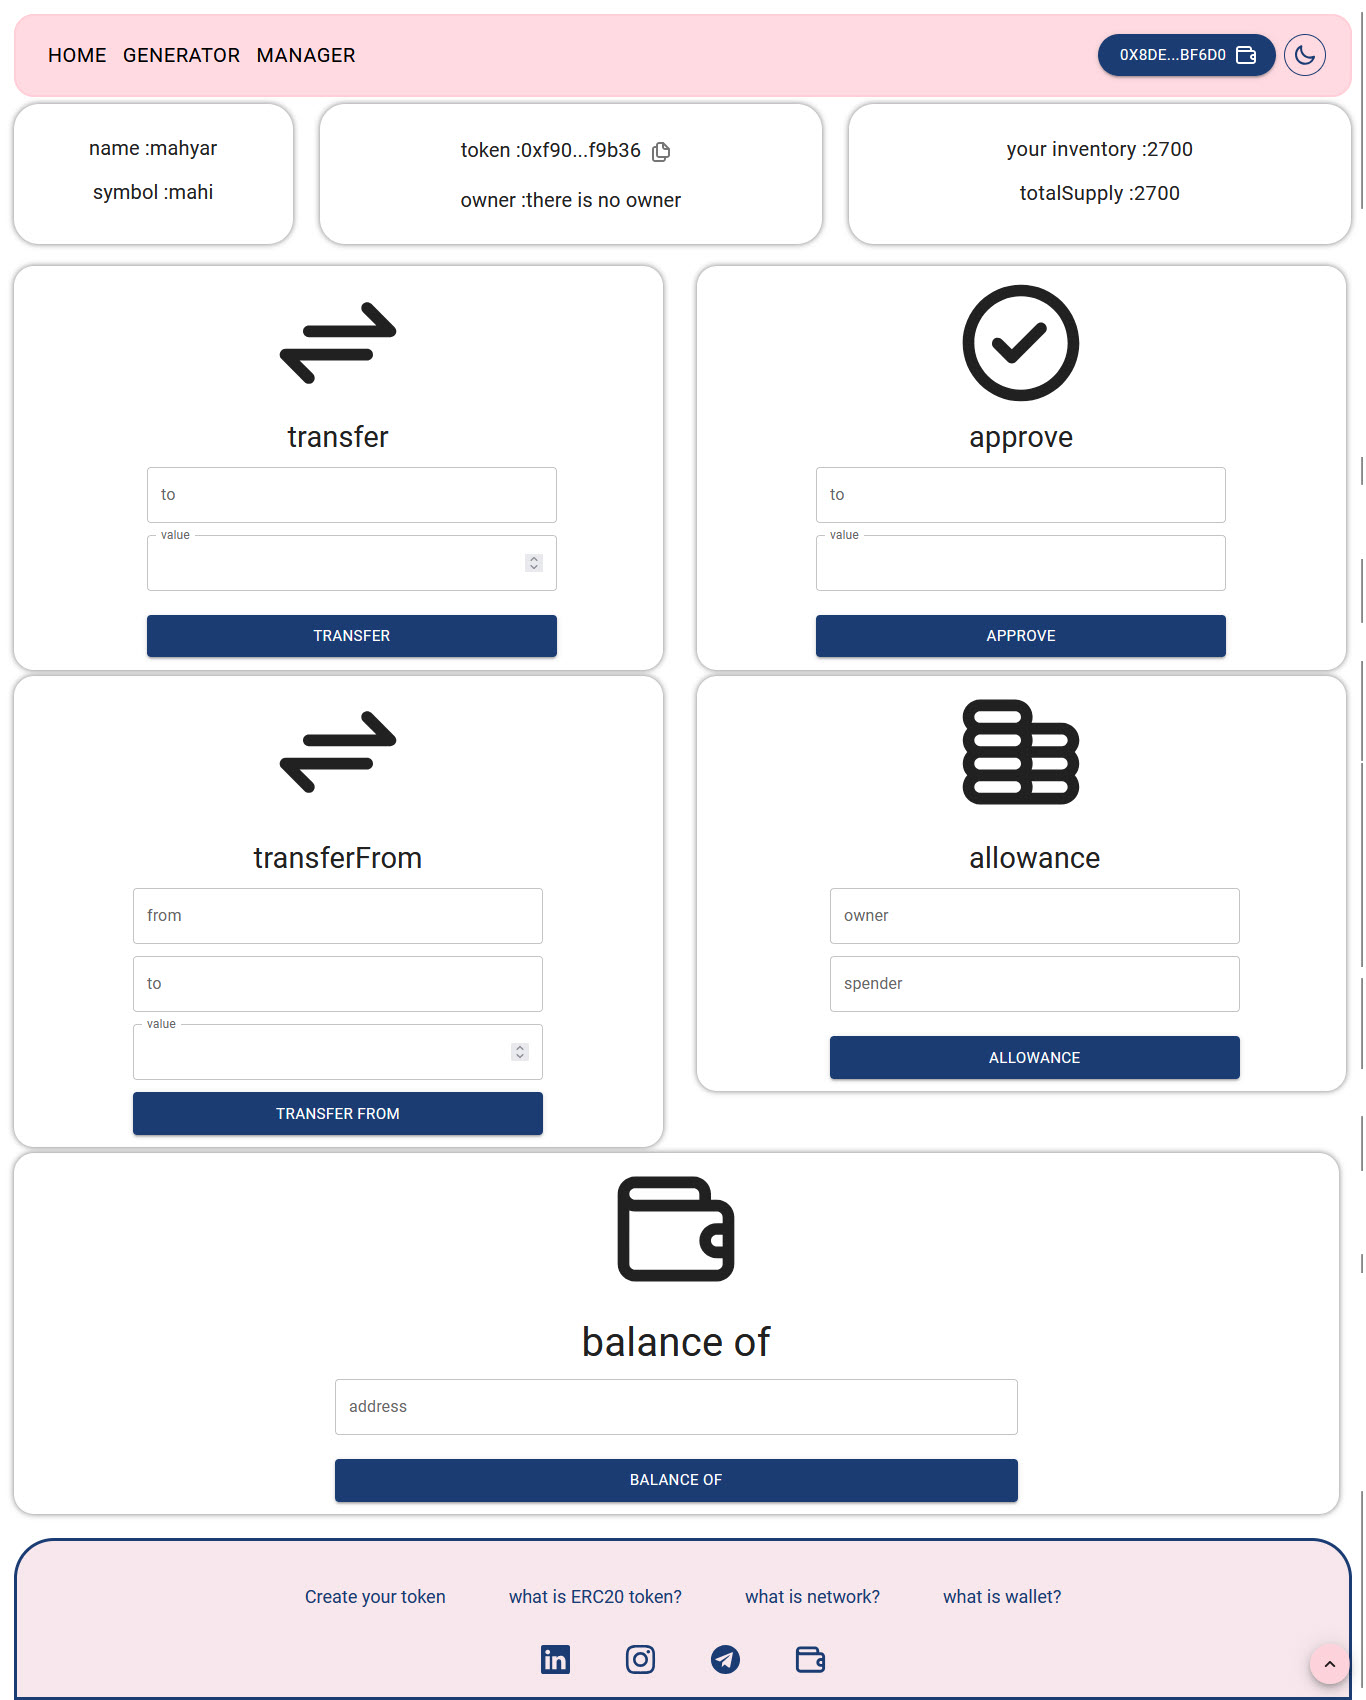 HOME GENERATOR MANAGER
0X8DE...BF6D0
name :mahyar
symbol :mahi
token :0xf90...f9b36
owner :there is no owner
your inventory :2700
totalSupply :2700
transfer
to
value
TRANSFER
approve
to
value
APPROVE
transferFrom
from
to
value
TRANSFER FROM
allowance
owner
spender
ALLOWANCE
balance of
address
BALANCE OF
Create your token what is ERC20 token? what is network? what is wallet?
in